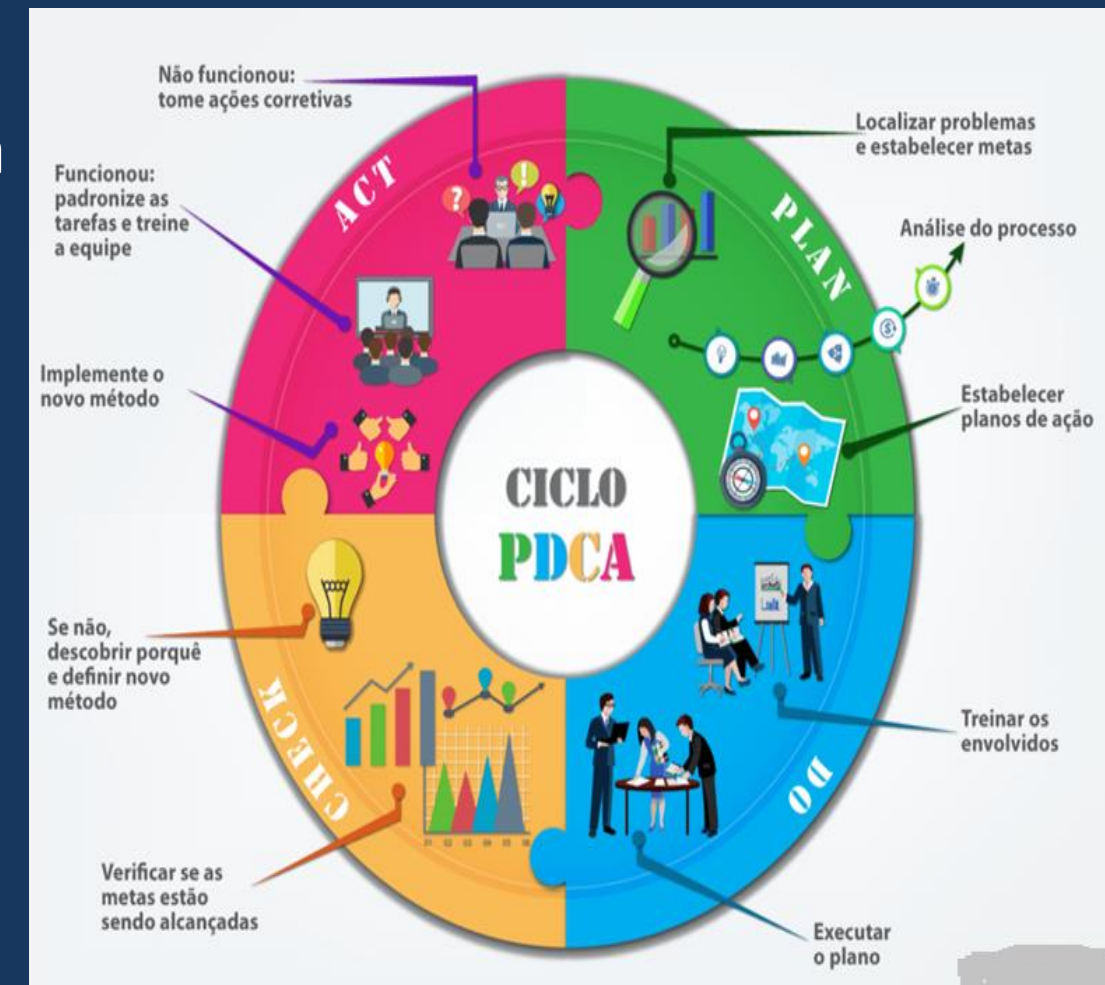 Não funcionou:
tome ações corretivas
Funcionou:
padronize as
tarefas e treine
a equipe
Implemente o
novo método
Se não,
descobrir porquê
e definir novo
método
Verificar se as
metas estão
sendo alcançadas
Localizar problemas
e estabelecer metas
Análise do processo
Estabelecer
planos de ação
Treinar os
envolvidos
Executar
o plano
ACT
PLAN
DO
CHECK
CICLO
PDCA